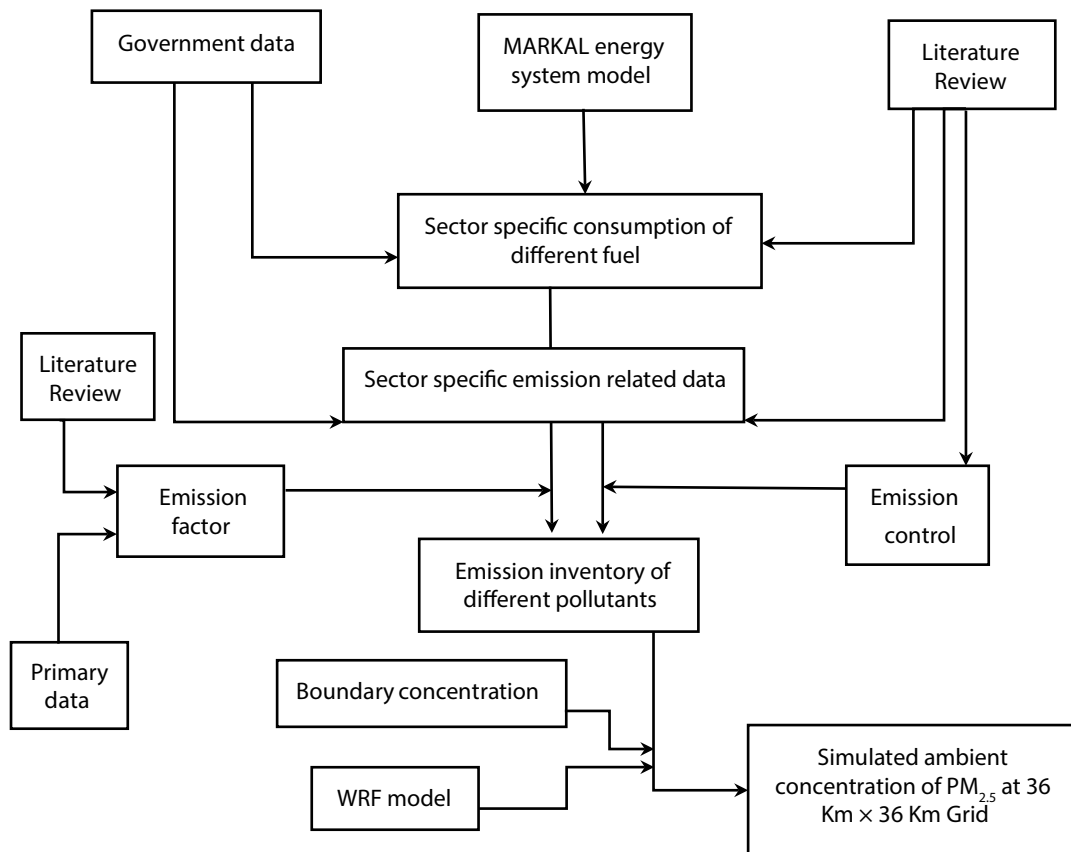 Government data
MARKAL energy
system model
Literature
Review
Sector specific consumption of
different fuel
Literature
Review
Sector specific emission related data
Emission
factor
Emission
control
Emission inventory of
different pollutants
Primary
data
Boundary concentration
WRF model
Simulated ambient
concentration of PM2.5 at 36
Km × 36 Km Grid